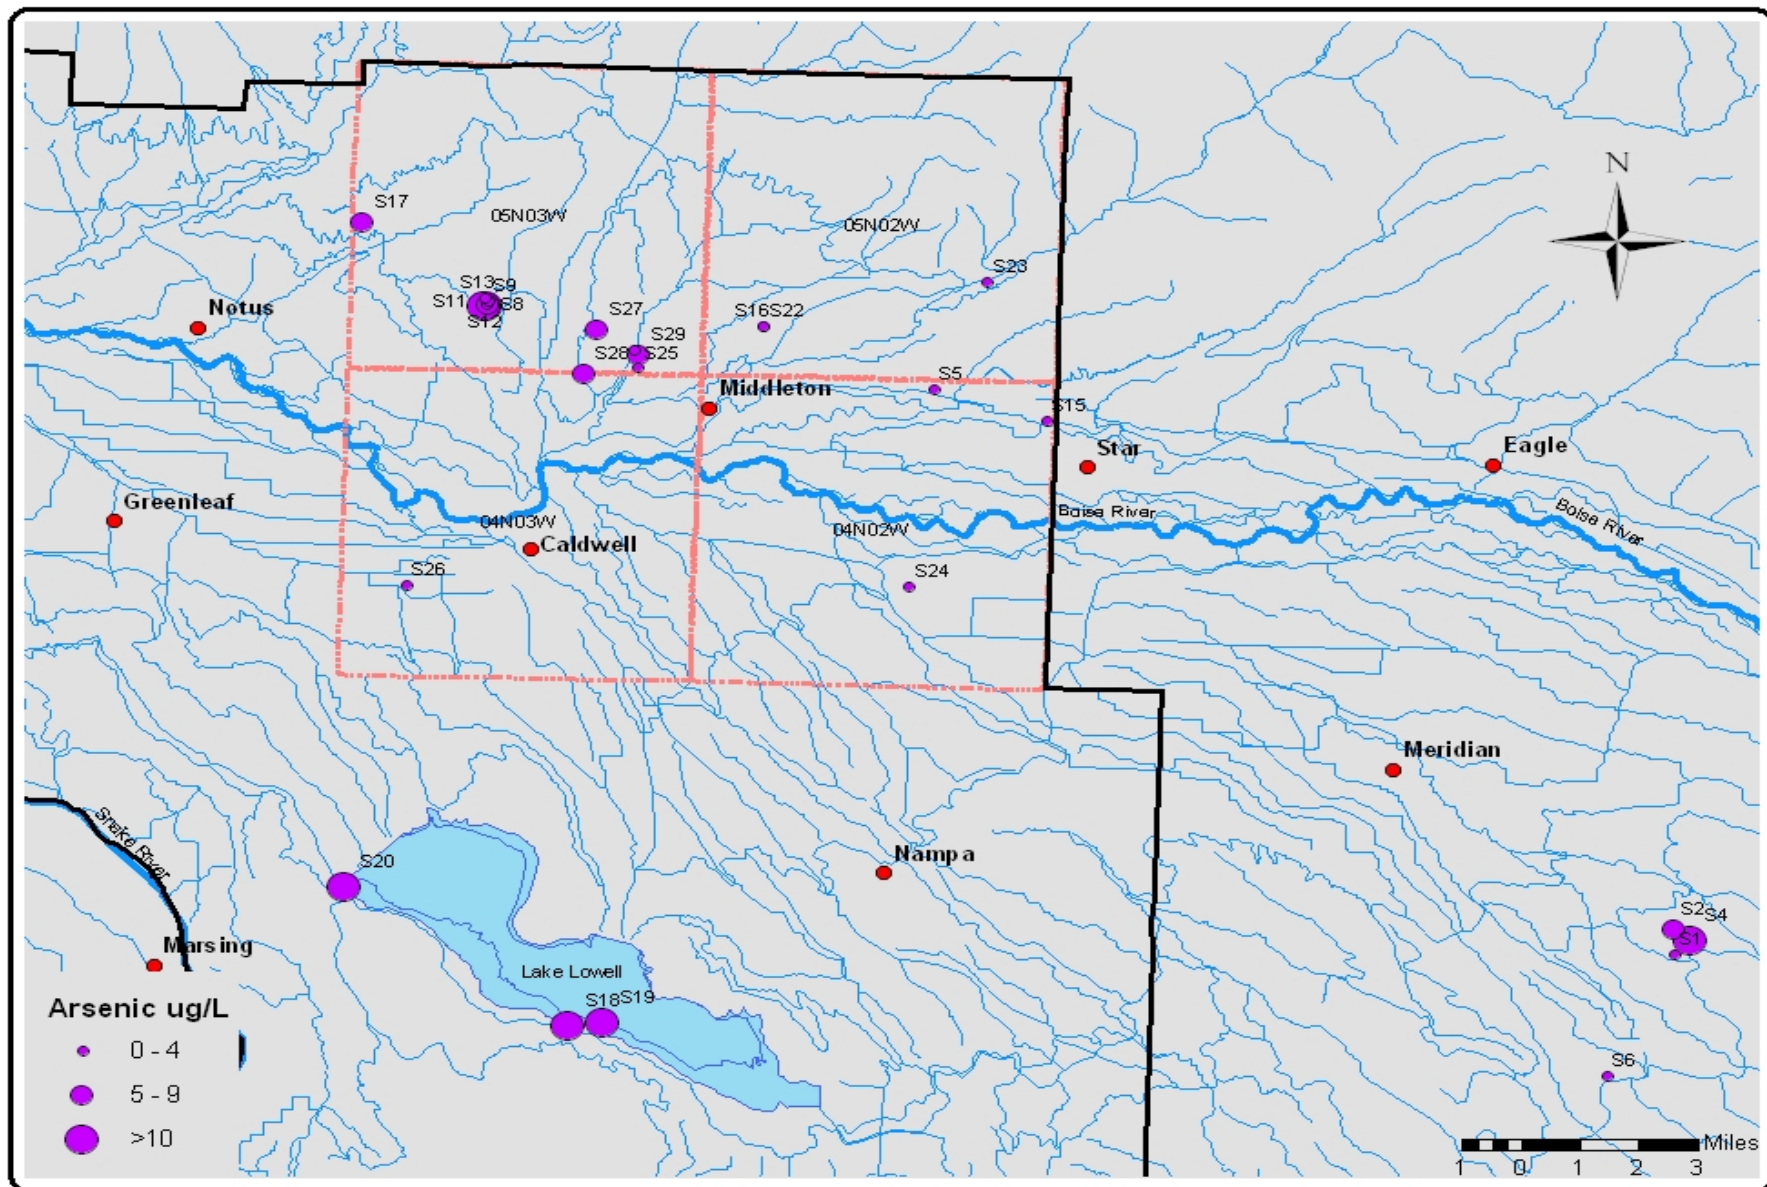 N
S17
05N03W
05N02W
S23
S13 S9
S11 S8
S12
Notus
S27
S16 S22
S29
S28 S25
S5
Middleton
S15
Star
Eagle
Greenleaf
Boise River
Boise River
04N03W
04N02W
Caldwell
S26
S24
Meridian
Snake River
S20
Nampa
S2 S4
S1
Marsing
Lake Lowell
S18 S19
Arsenic ug/L
0 - 4
5 - 9
>10
S6
Miles
1 0 1 2 3